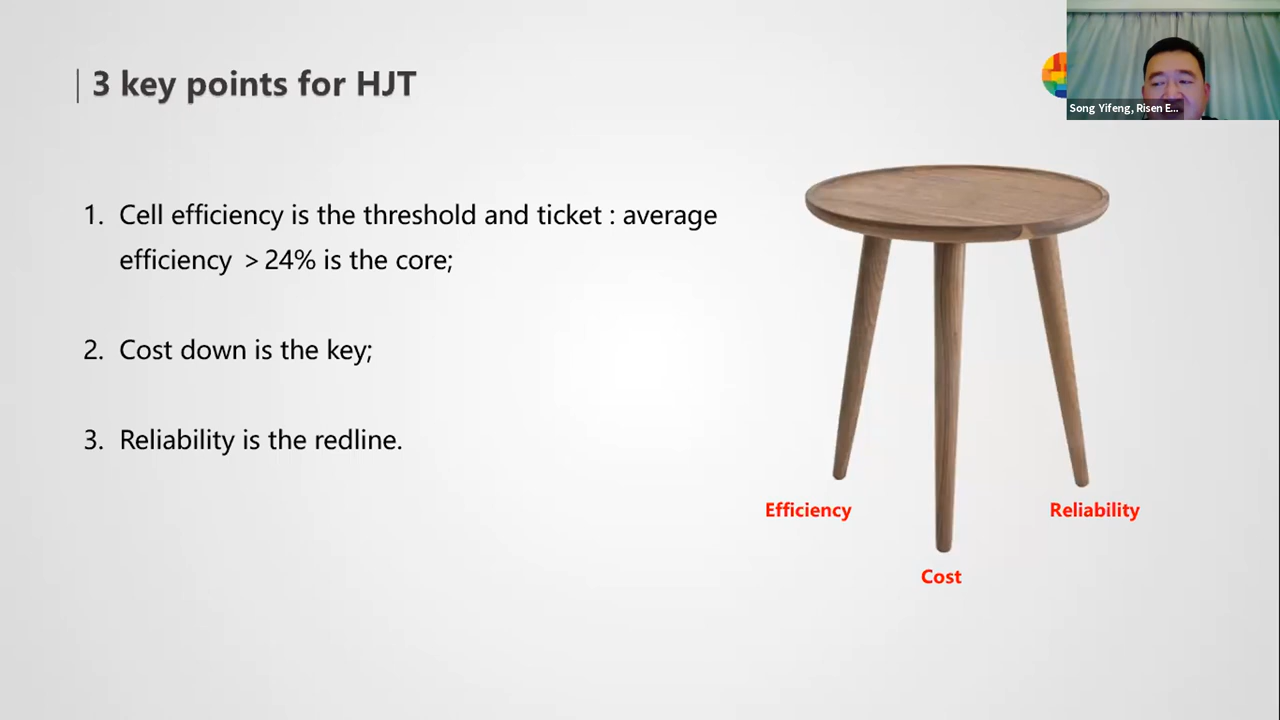 3 key points for HJT
Song Yifeng, Risen E...
1. Cell efficiency is the threshold and ticket : average
efficiency >24% is the core;
2. Cost down is the key;
3. Reliability is the redline.
Efficiency
Reliability
Cost